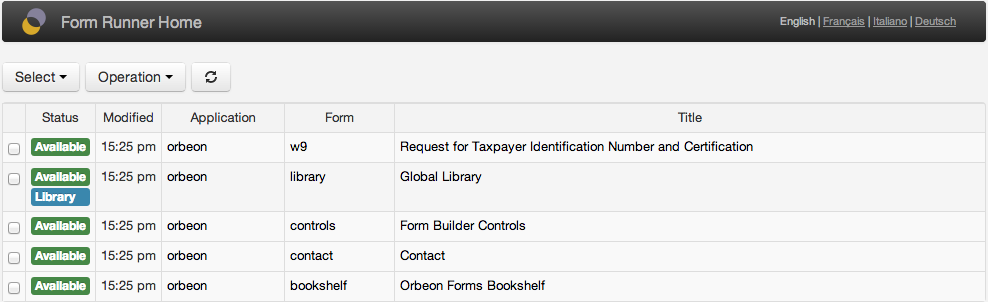 Form Runner Home
English | Français | Italiano | Deutsch
Select Operation
Status Modified Application Form Title
Available 15:25 pm orbeon w9 Request for Taxpayer Identification Number and Certification
Available 15:25 pm orbeon library Global Library
Library
Available 15:25 pm orbeon controls Form Builder Controls
Available 15:25 pm orbeon contact Contact
Available 15:25 pm orbeon bookshelf Orbeon Forms Bookshelf